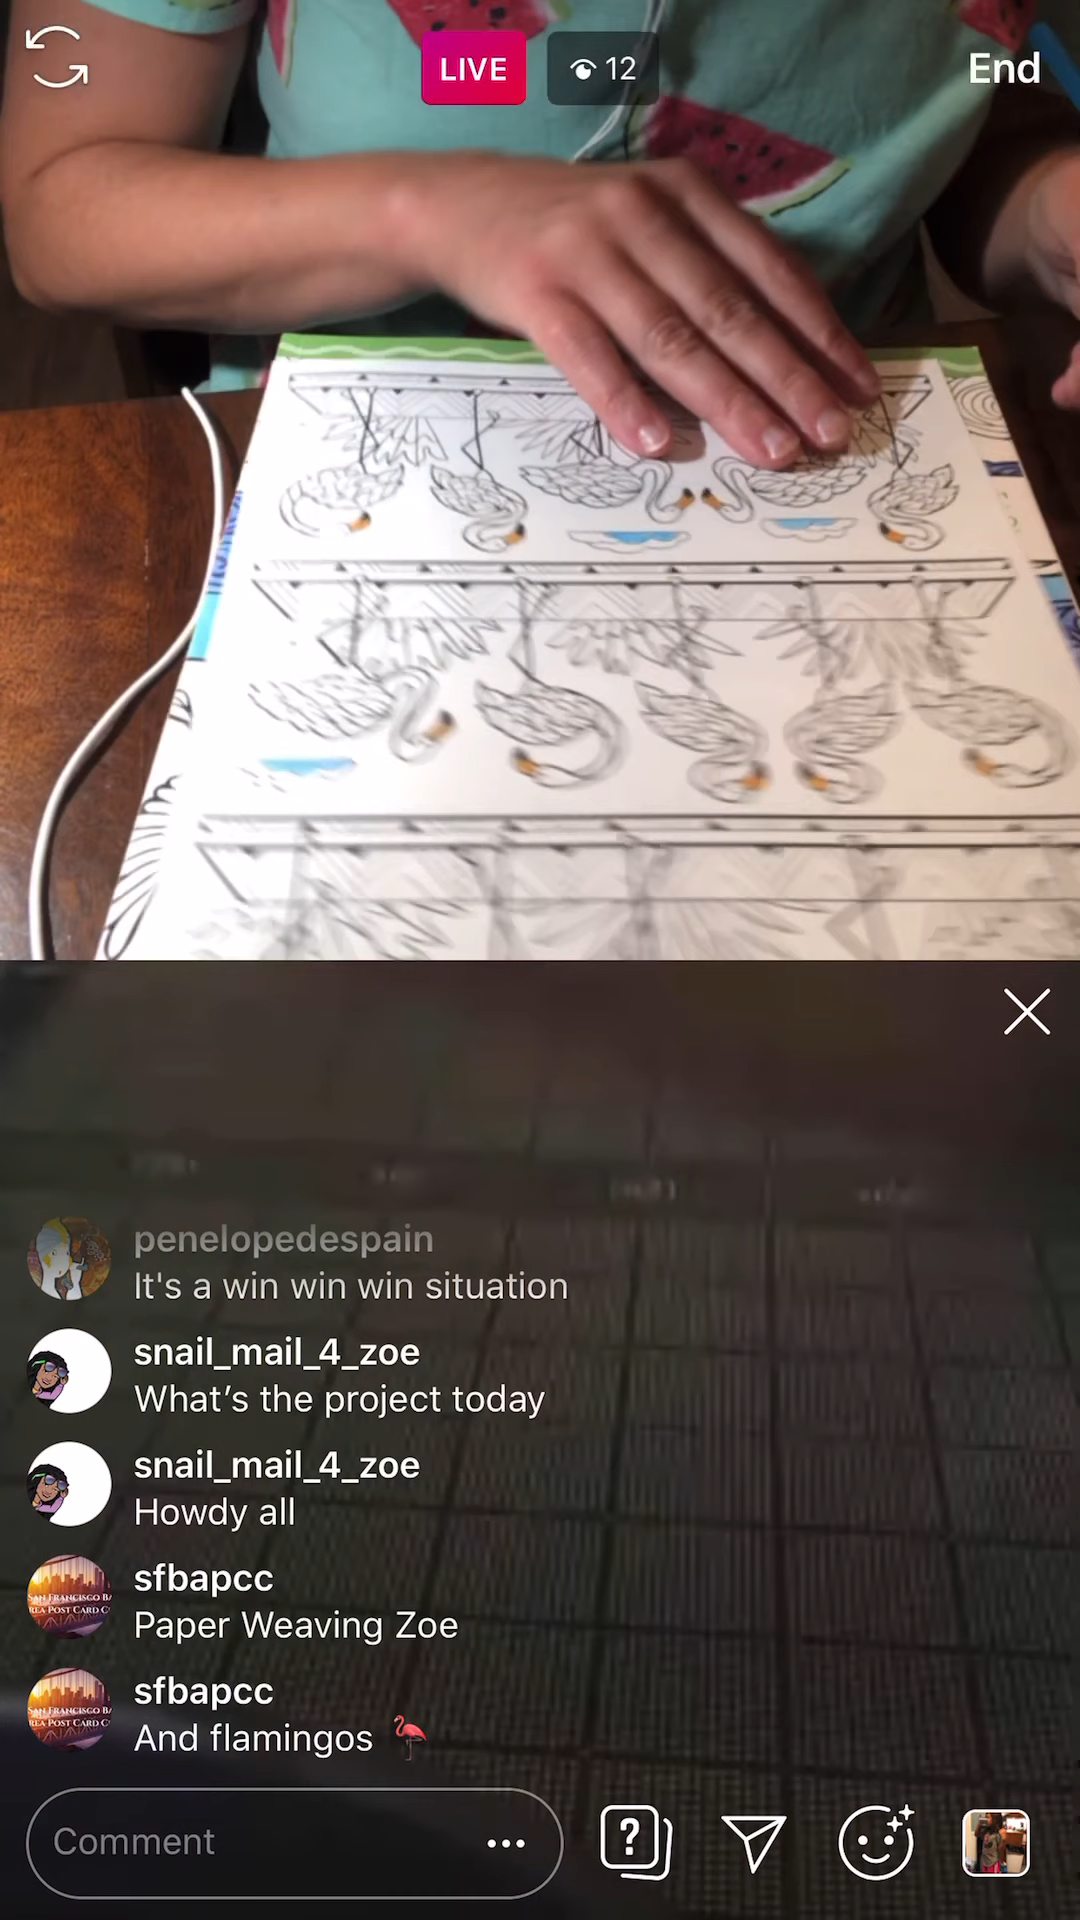 LIVE
12
End
penelopedespain
It's a win win win situation
snail_mail_4_zoe
What’s the project today
snail_mail_4_zoe
Howdy all
sfbapcc
Paper Weaving Zoe
sfbapcc
And flamingos 🦩
Comment